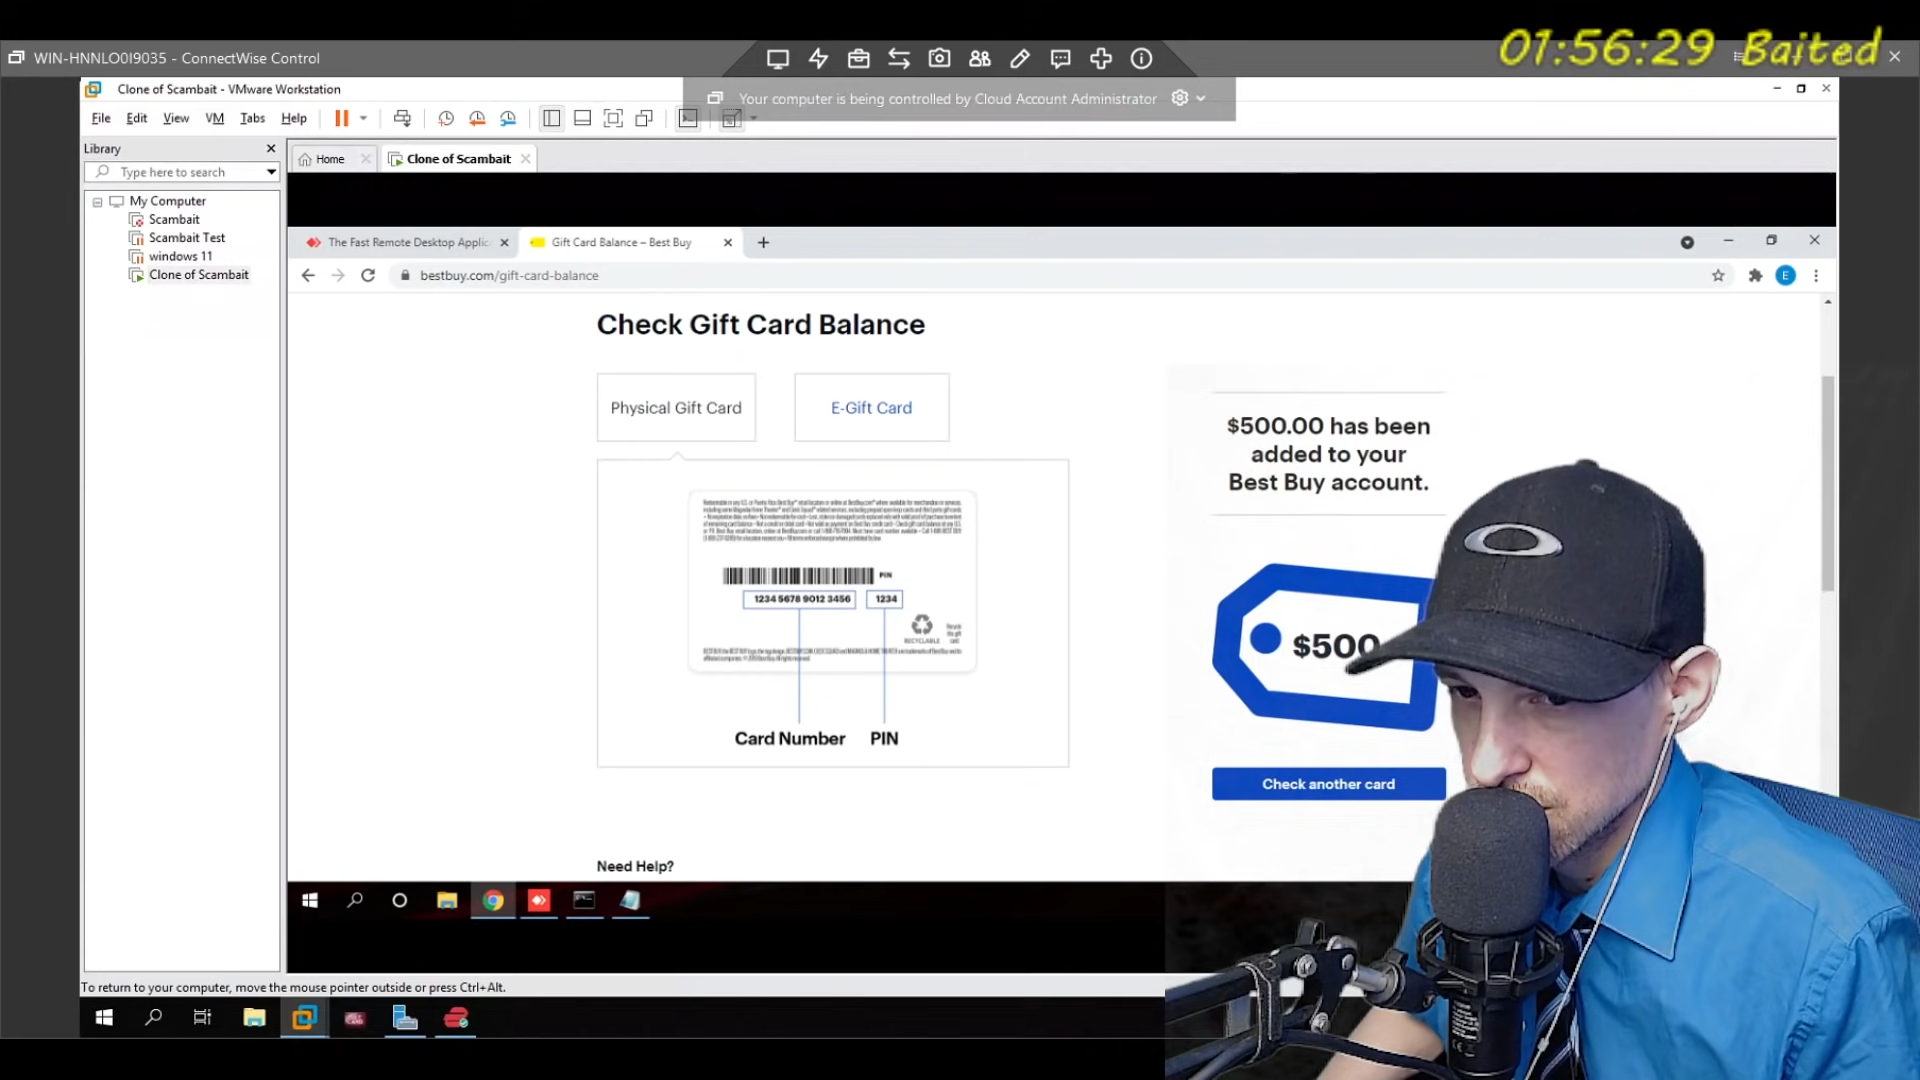 01:56:29 Baited
WIN-HNNLO0I9035 - ConnectWise Control
Clone of Scambait - VMware Workstation
Your computer is being controlled by Cloud Account Administrator
File Edit View VM Tabs Help
Library
Type here to search
My Computer
Scambait
Scambait Test
windows 11
Clone of Scambait
Home
Clone of Scambait
The Fast Remote Desktop Applic
Gift Card Balance – Best Buy
bestbuy.com/gift-card-balance
E
Check Gift Card Balance
Physical Gift Card
E-Gift Card
PIN
1234 5678 9012 3456
1234
RECYCLABLE
Card Number
PIN
Need Help?
$500.00 has been
added to your
Best Buy account.
$500
Check another card
To return to your computer, move the mouse pointer outside or press Ctrl+Alt.